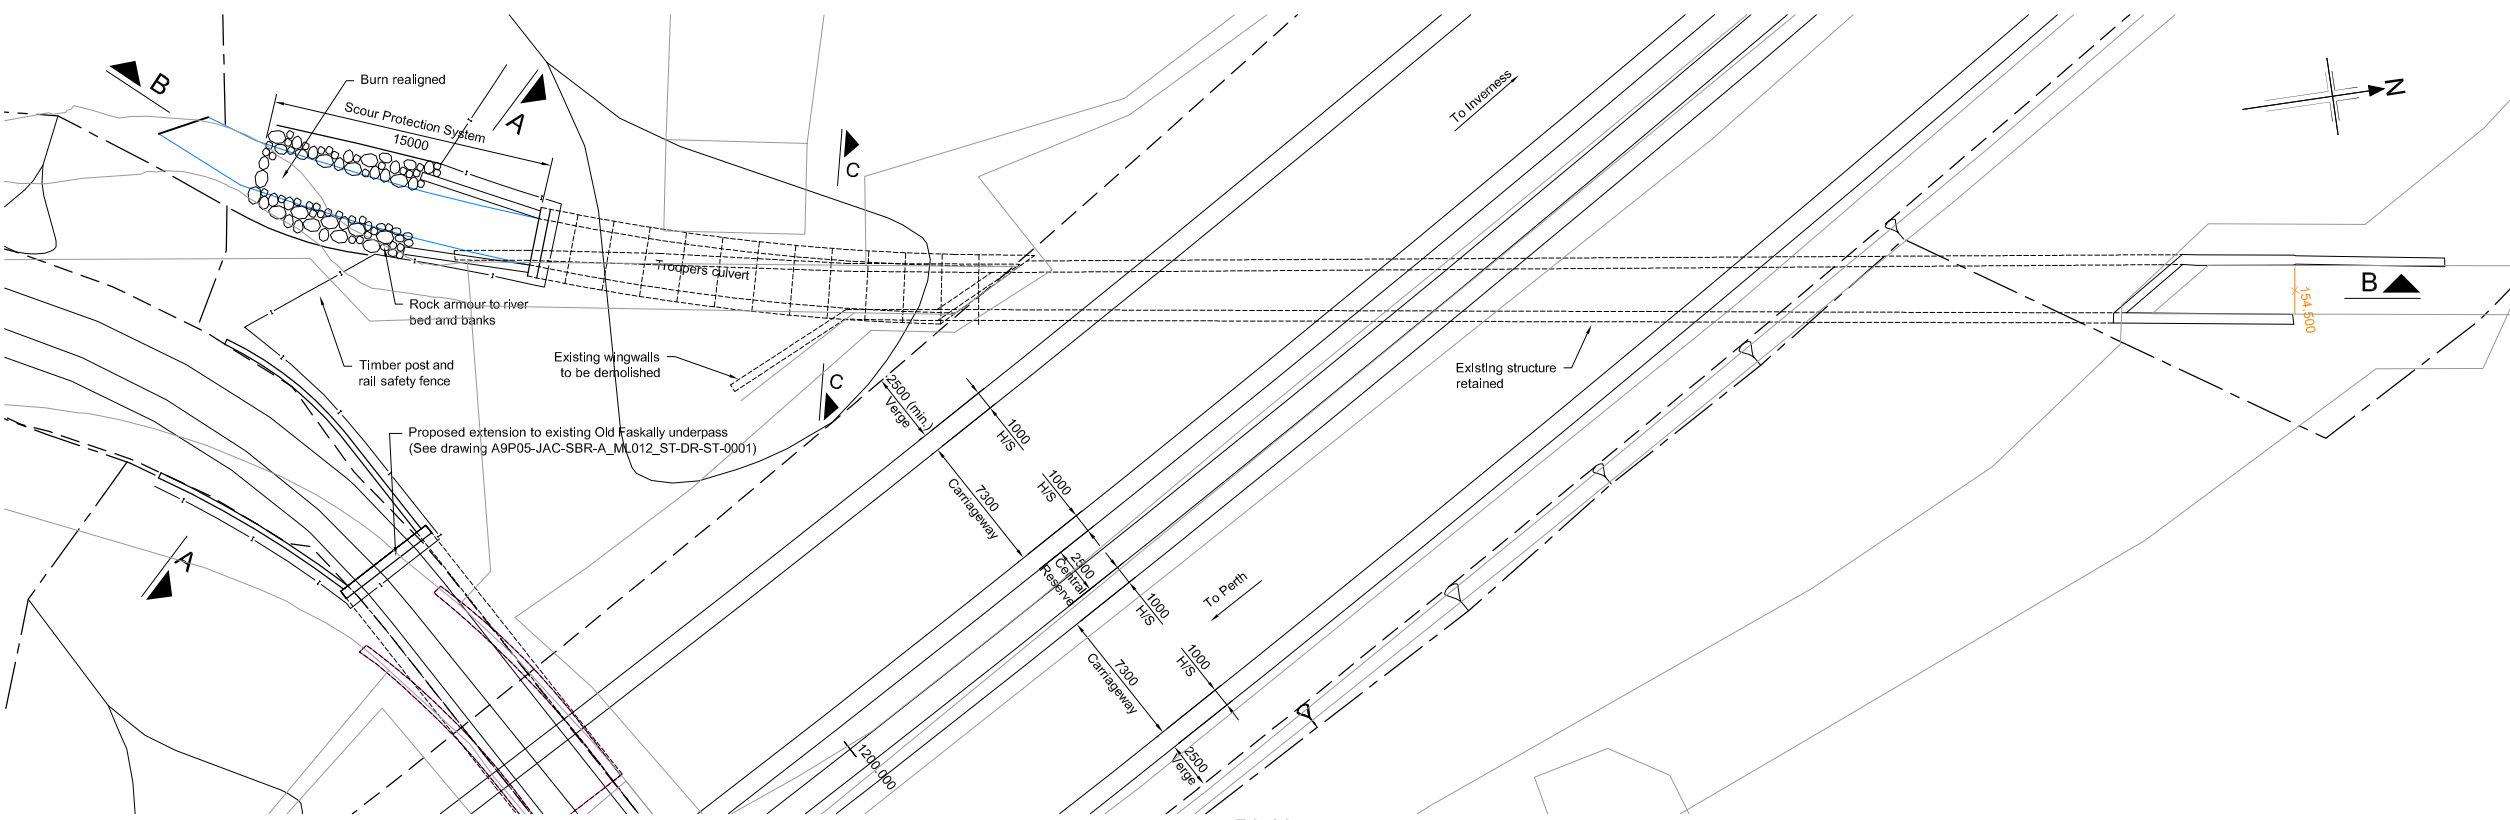 B
Burn realigned
Scour Protection System
15000
A
To Inverness
N
C
Troopers culvert
B
154.500
Rock armour to river
bed and banks
Timber post and
rail safety fence
Existing wingwalls
to be demolished
C
Existing structure
retained
2500 (min.)
Verge
1000
H/S
Proposed extension to existing Old Faskally underpass
(See drawing A9P05-JAC-SBR-A_ML012_ST-DR-ST-0001)
7300
Carriageway
1000
H/S
A
2500
Central
Reserve
To Perth
1000
H/S
7300
Carriageway
1000
H/S
2500
Verge
1200.000